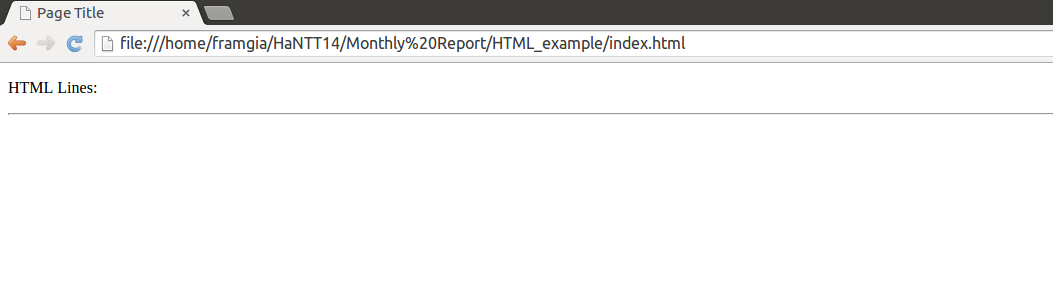 Page Title
file:///home/framgia/HaNTT14/Monthly%20Report/HTML_example/index.html
HTML Lines: